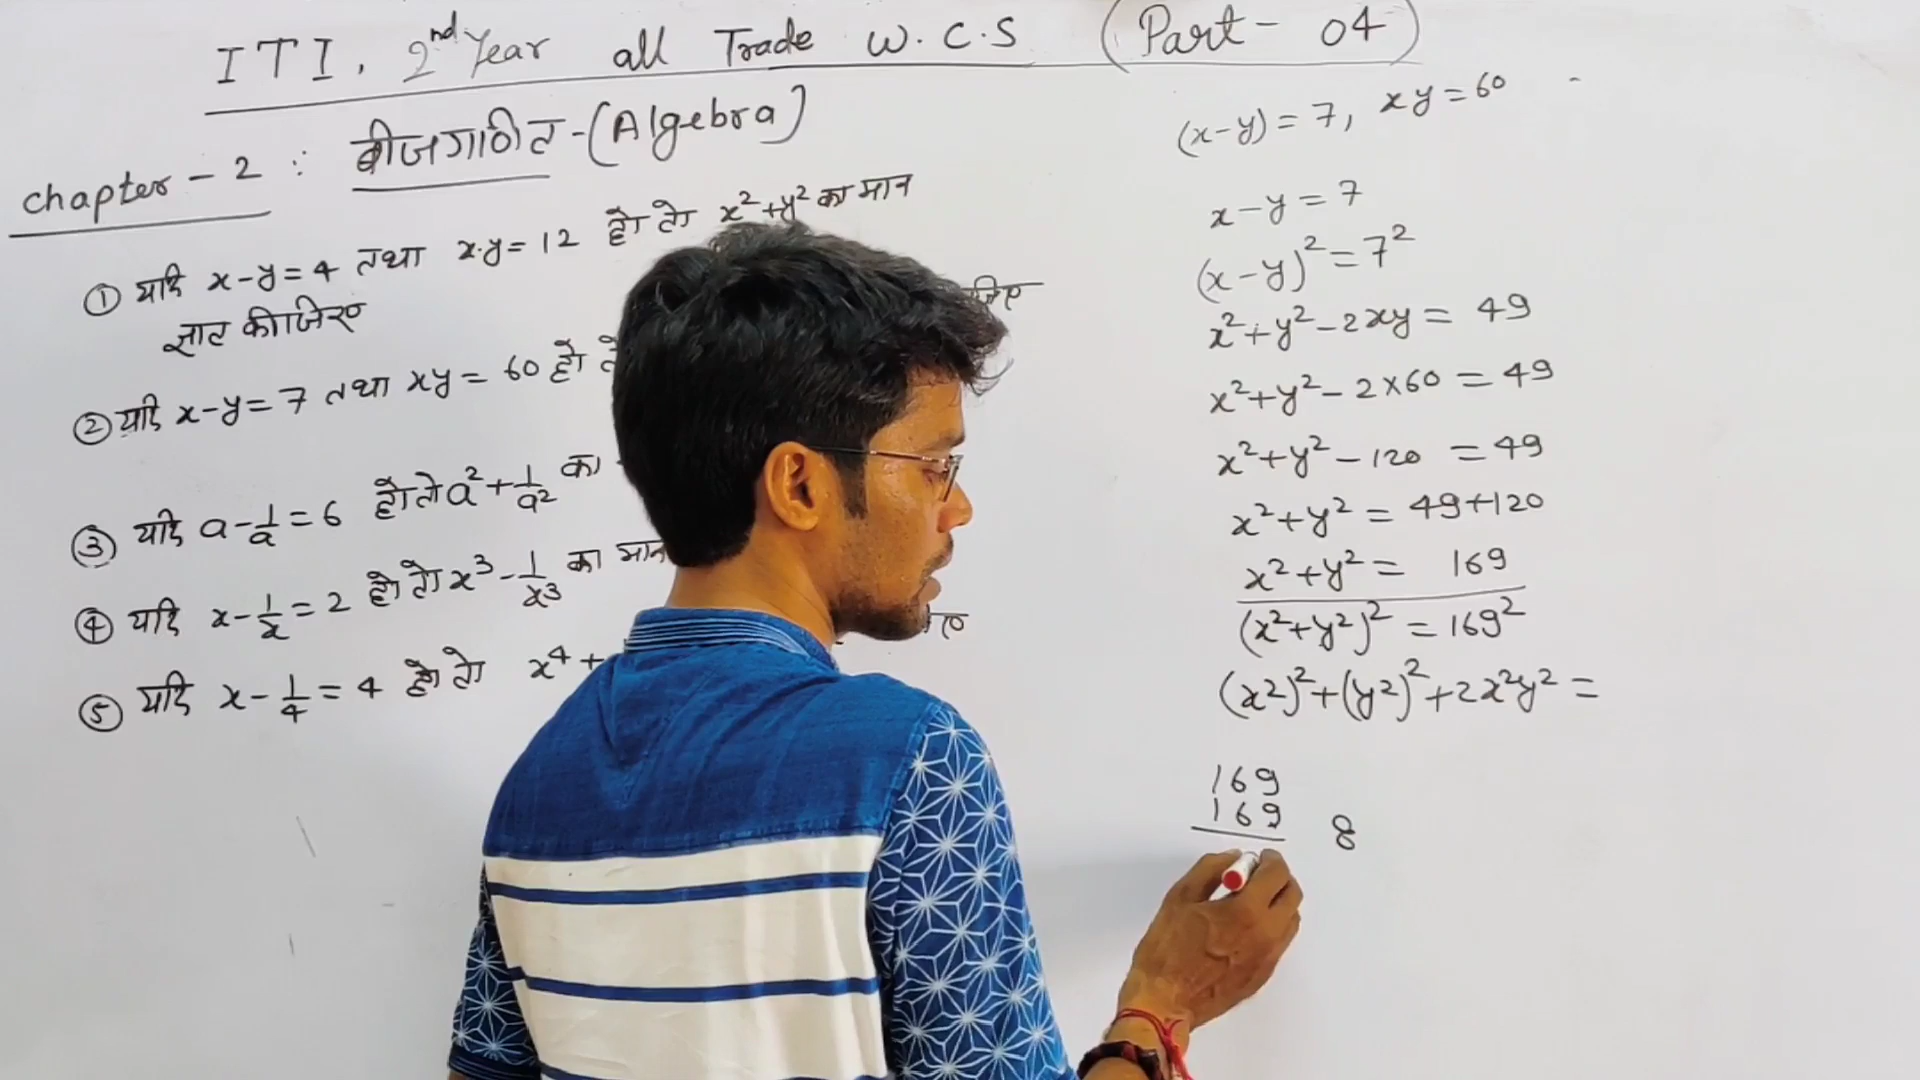 ITI, 2nd Year all Trade W.C.S (Part- 04)
chapter - 2 : बीजगणित-(Algebra)
① यदि x-y=4 तथा x.y=12 हो तो x²+y² का मान
ज्ञात कीजिए
② यदि x-y=7 तथा xy=60 हो
③ यदि a-1/a=6 हो तो a²+1/a² का
④ यदि x-1/x=2 हो तो x³-1/x³ का मान
⑤ यदि x-1/4=4 हो तो x⁴+
(x-y)=7, xy=60
x-y=7
(x-y)²=7²
x²+y²-2xy=49
x²+y²-2×60=49
x²+y²-120=49
x²+y²=49+120
x²+y²=169
(x²+y²)²=169²
(x²)²+(y²)²+2x²y²=
169
169 8